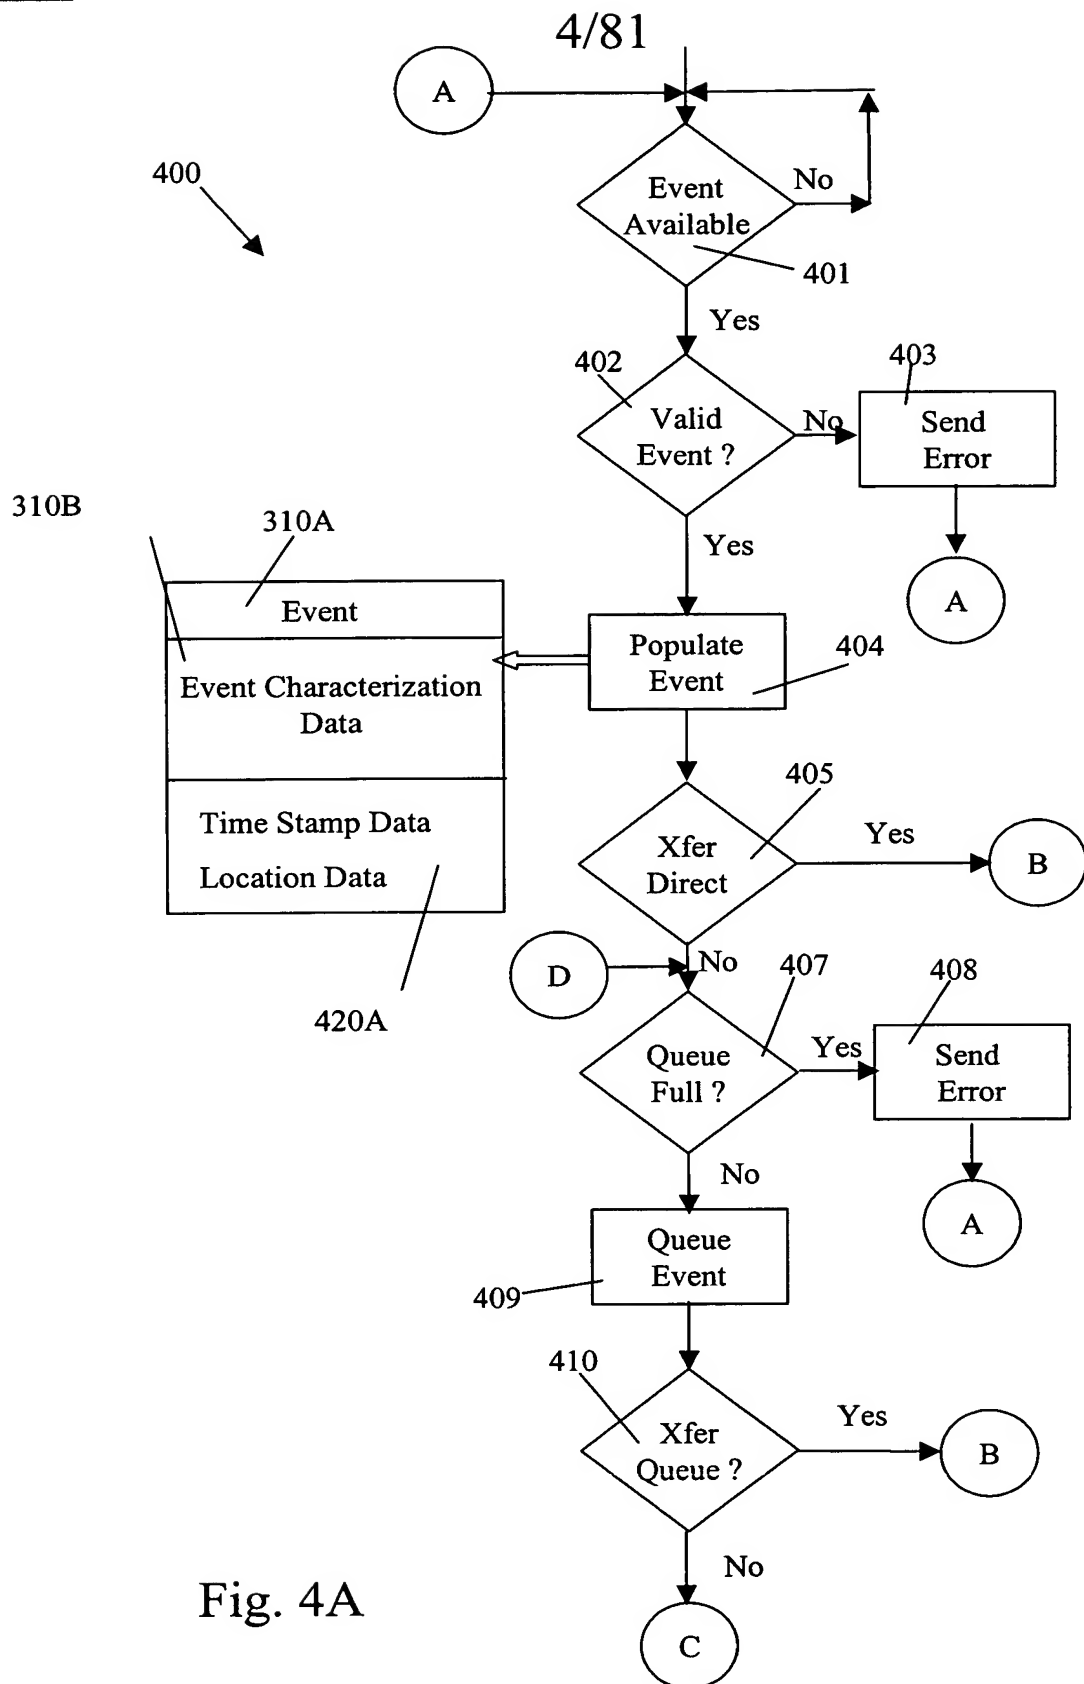 4/81
A
400
Event
Available
No
401
Yes
402
403
Valid
Event ?
No
Send
Error
310B
310A
Yes
A
Event
Populate
Event
404
Event Characterization
Data
405
Time Stamp Data
Location Data
Xfer
Direct
Yes
B
D
No
407
408
420A
Queue
Full ?
Yes
Send
Error
No
A
Queue
Event
409
410
Xfer
Queue ?
Yes
B
No
Fig. 4A
C